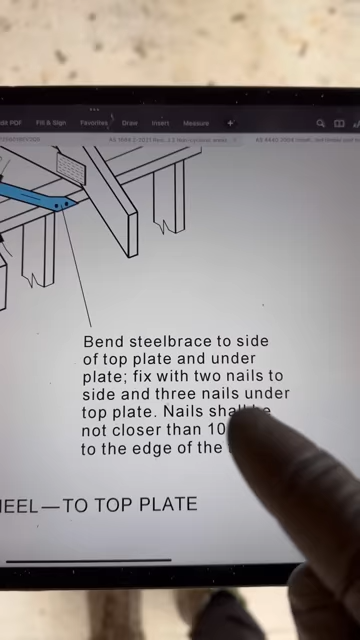 Fill & Sign Favorites Draw Insert Measure +
Bend steelbrace to side
of top plate and under
plate; fix with two nails to
side and three nails under
top plate. Nails shall be
not closer than 10
to the edge of the
HEEL—TO TOP PLATE